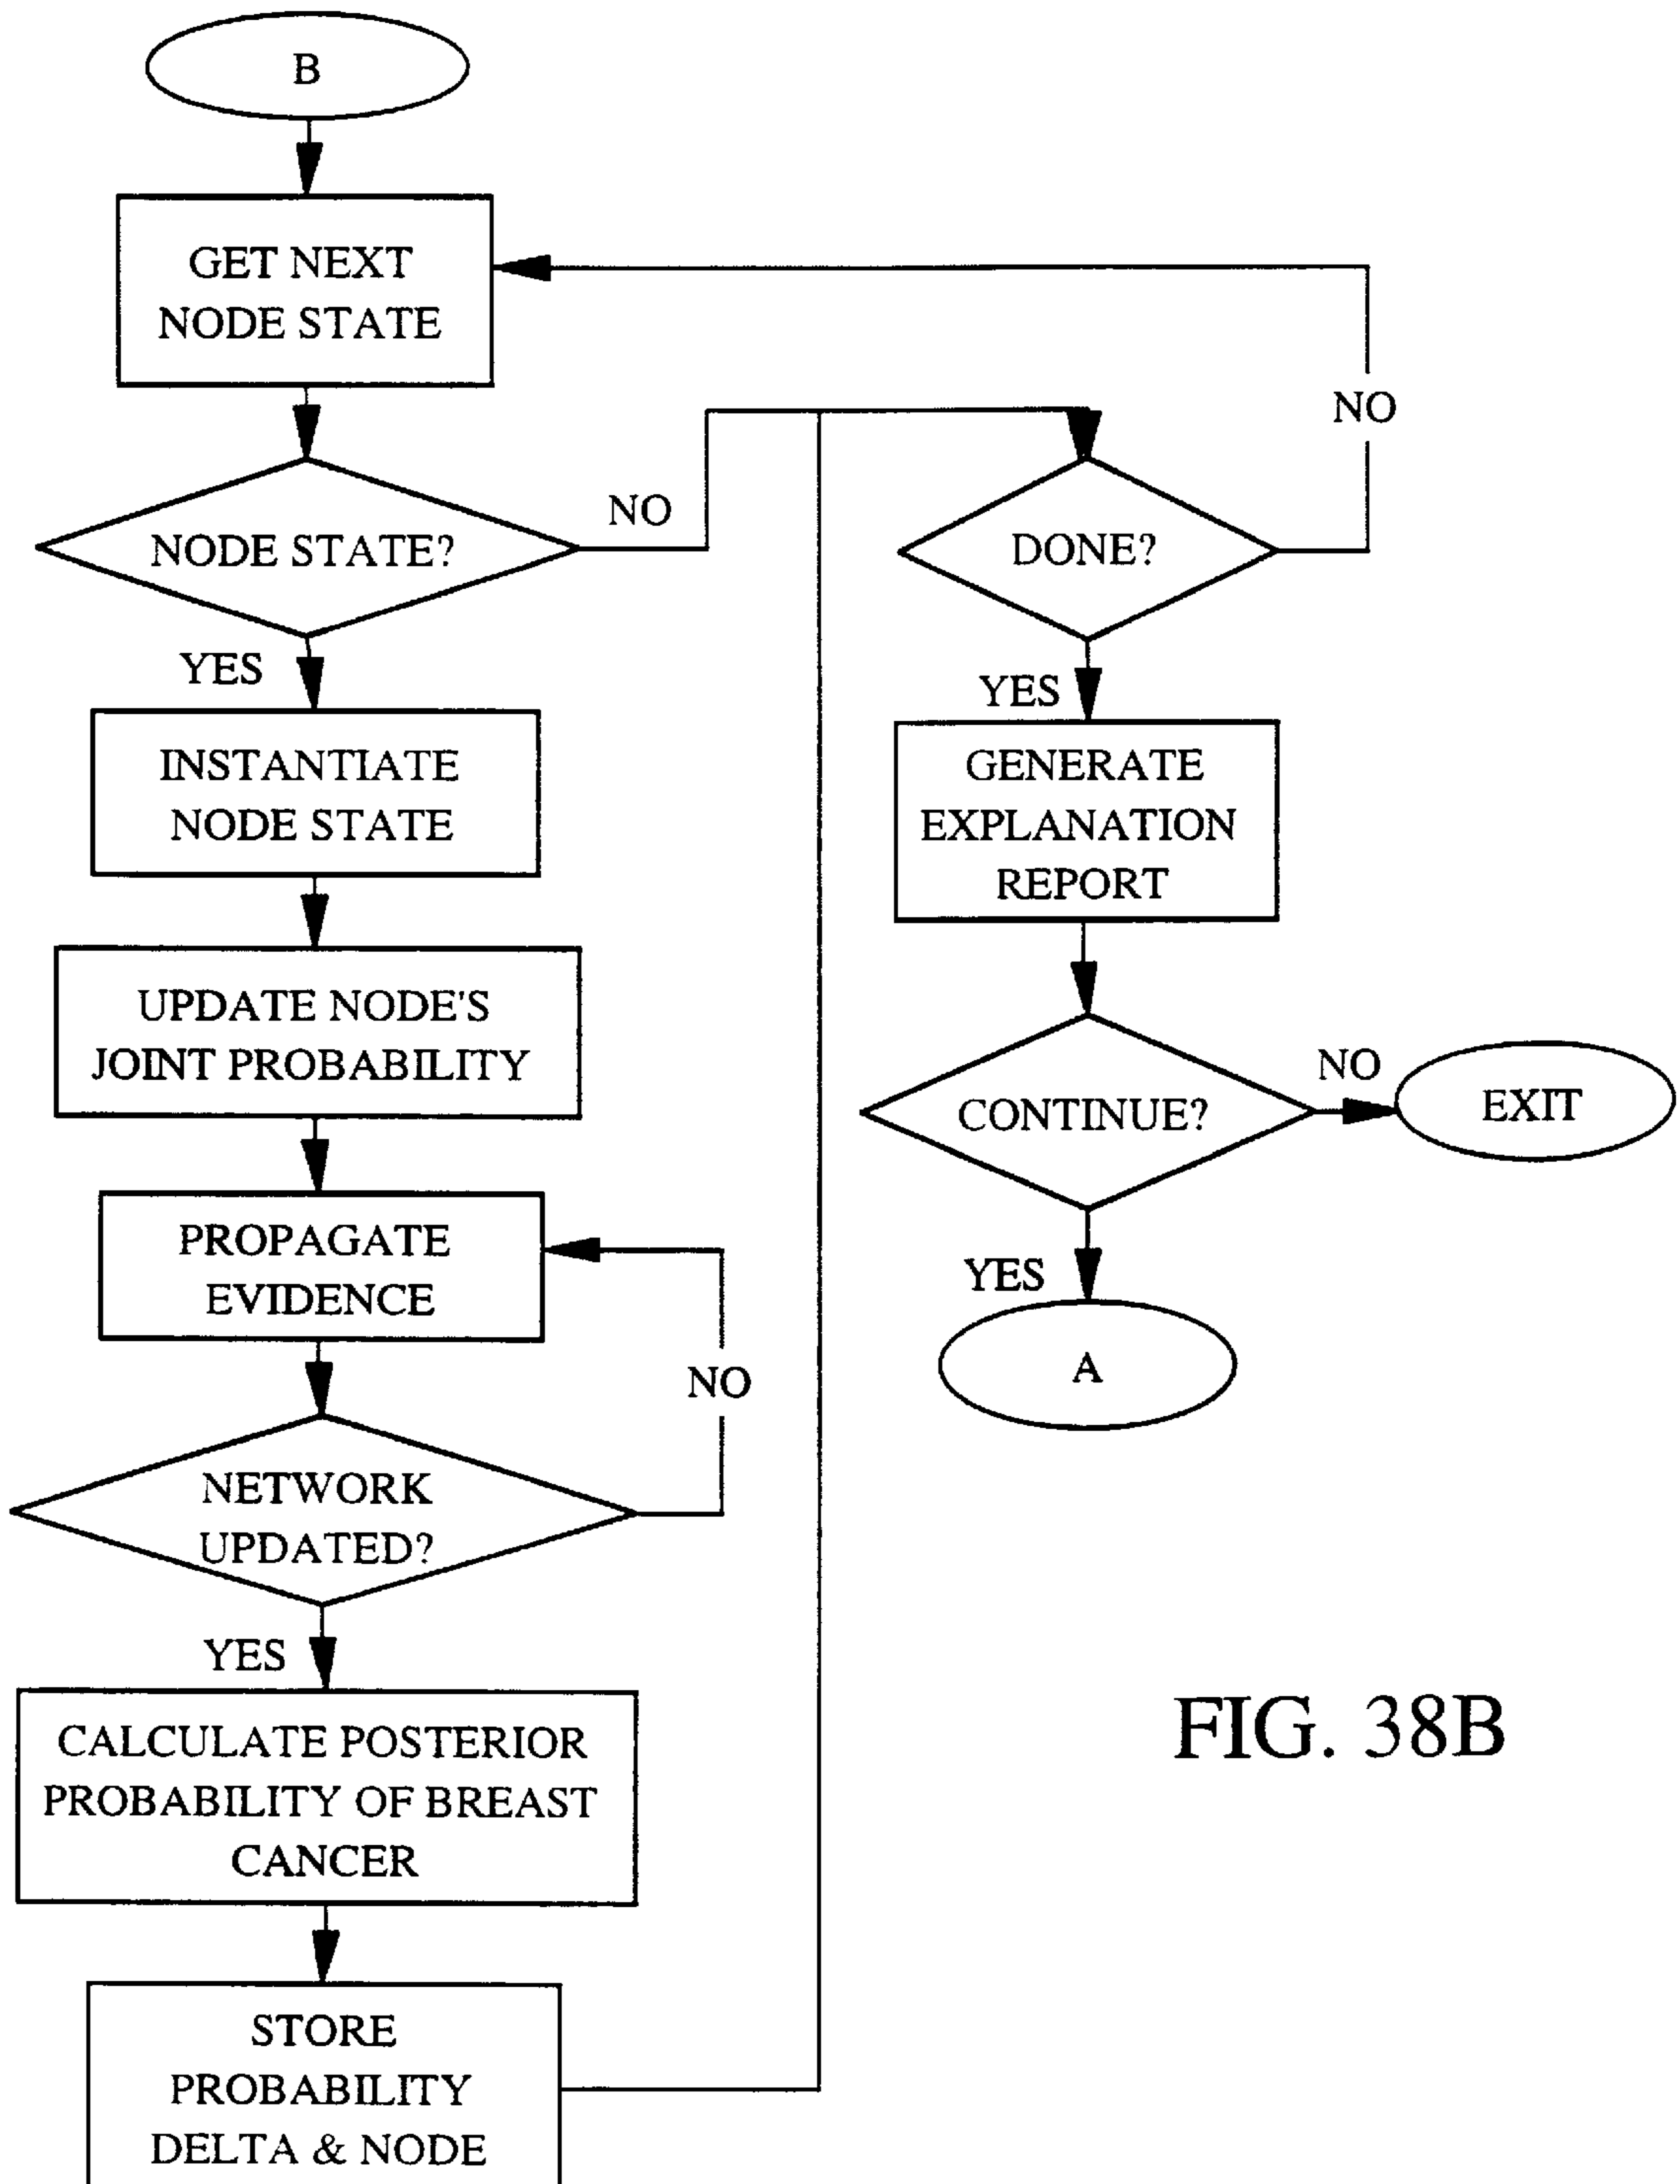 B
GET NEXT
NODE STATE
NO
NODE STATE?
NO
DONE?
YES
INSTANTIATE
NODE STATE
YES
GENERATE
EXPLANATION
REPORT
UPDATE NODE'S
JOINT PROBABILITY
CONTINUE?
NO
EXIT
PROPAGATE
EVIDENCE
YES
A
NO
NETWORK
UPDATED?
YES
CALCULATE POSTERIOR
PROBABILITY OF BREAST
CANCER
STORE
PROBABILITY
DELTA & NODE
FIG. 38B